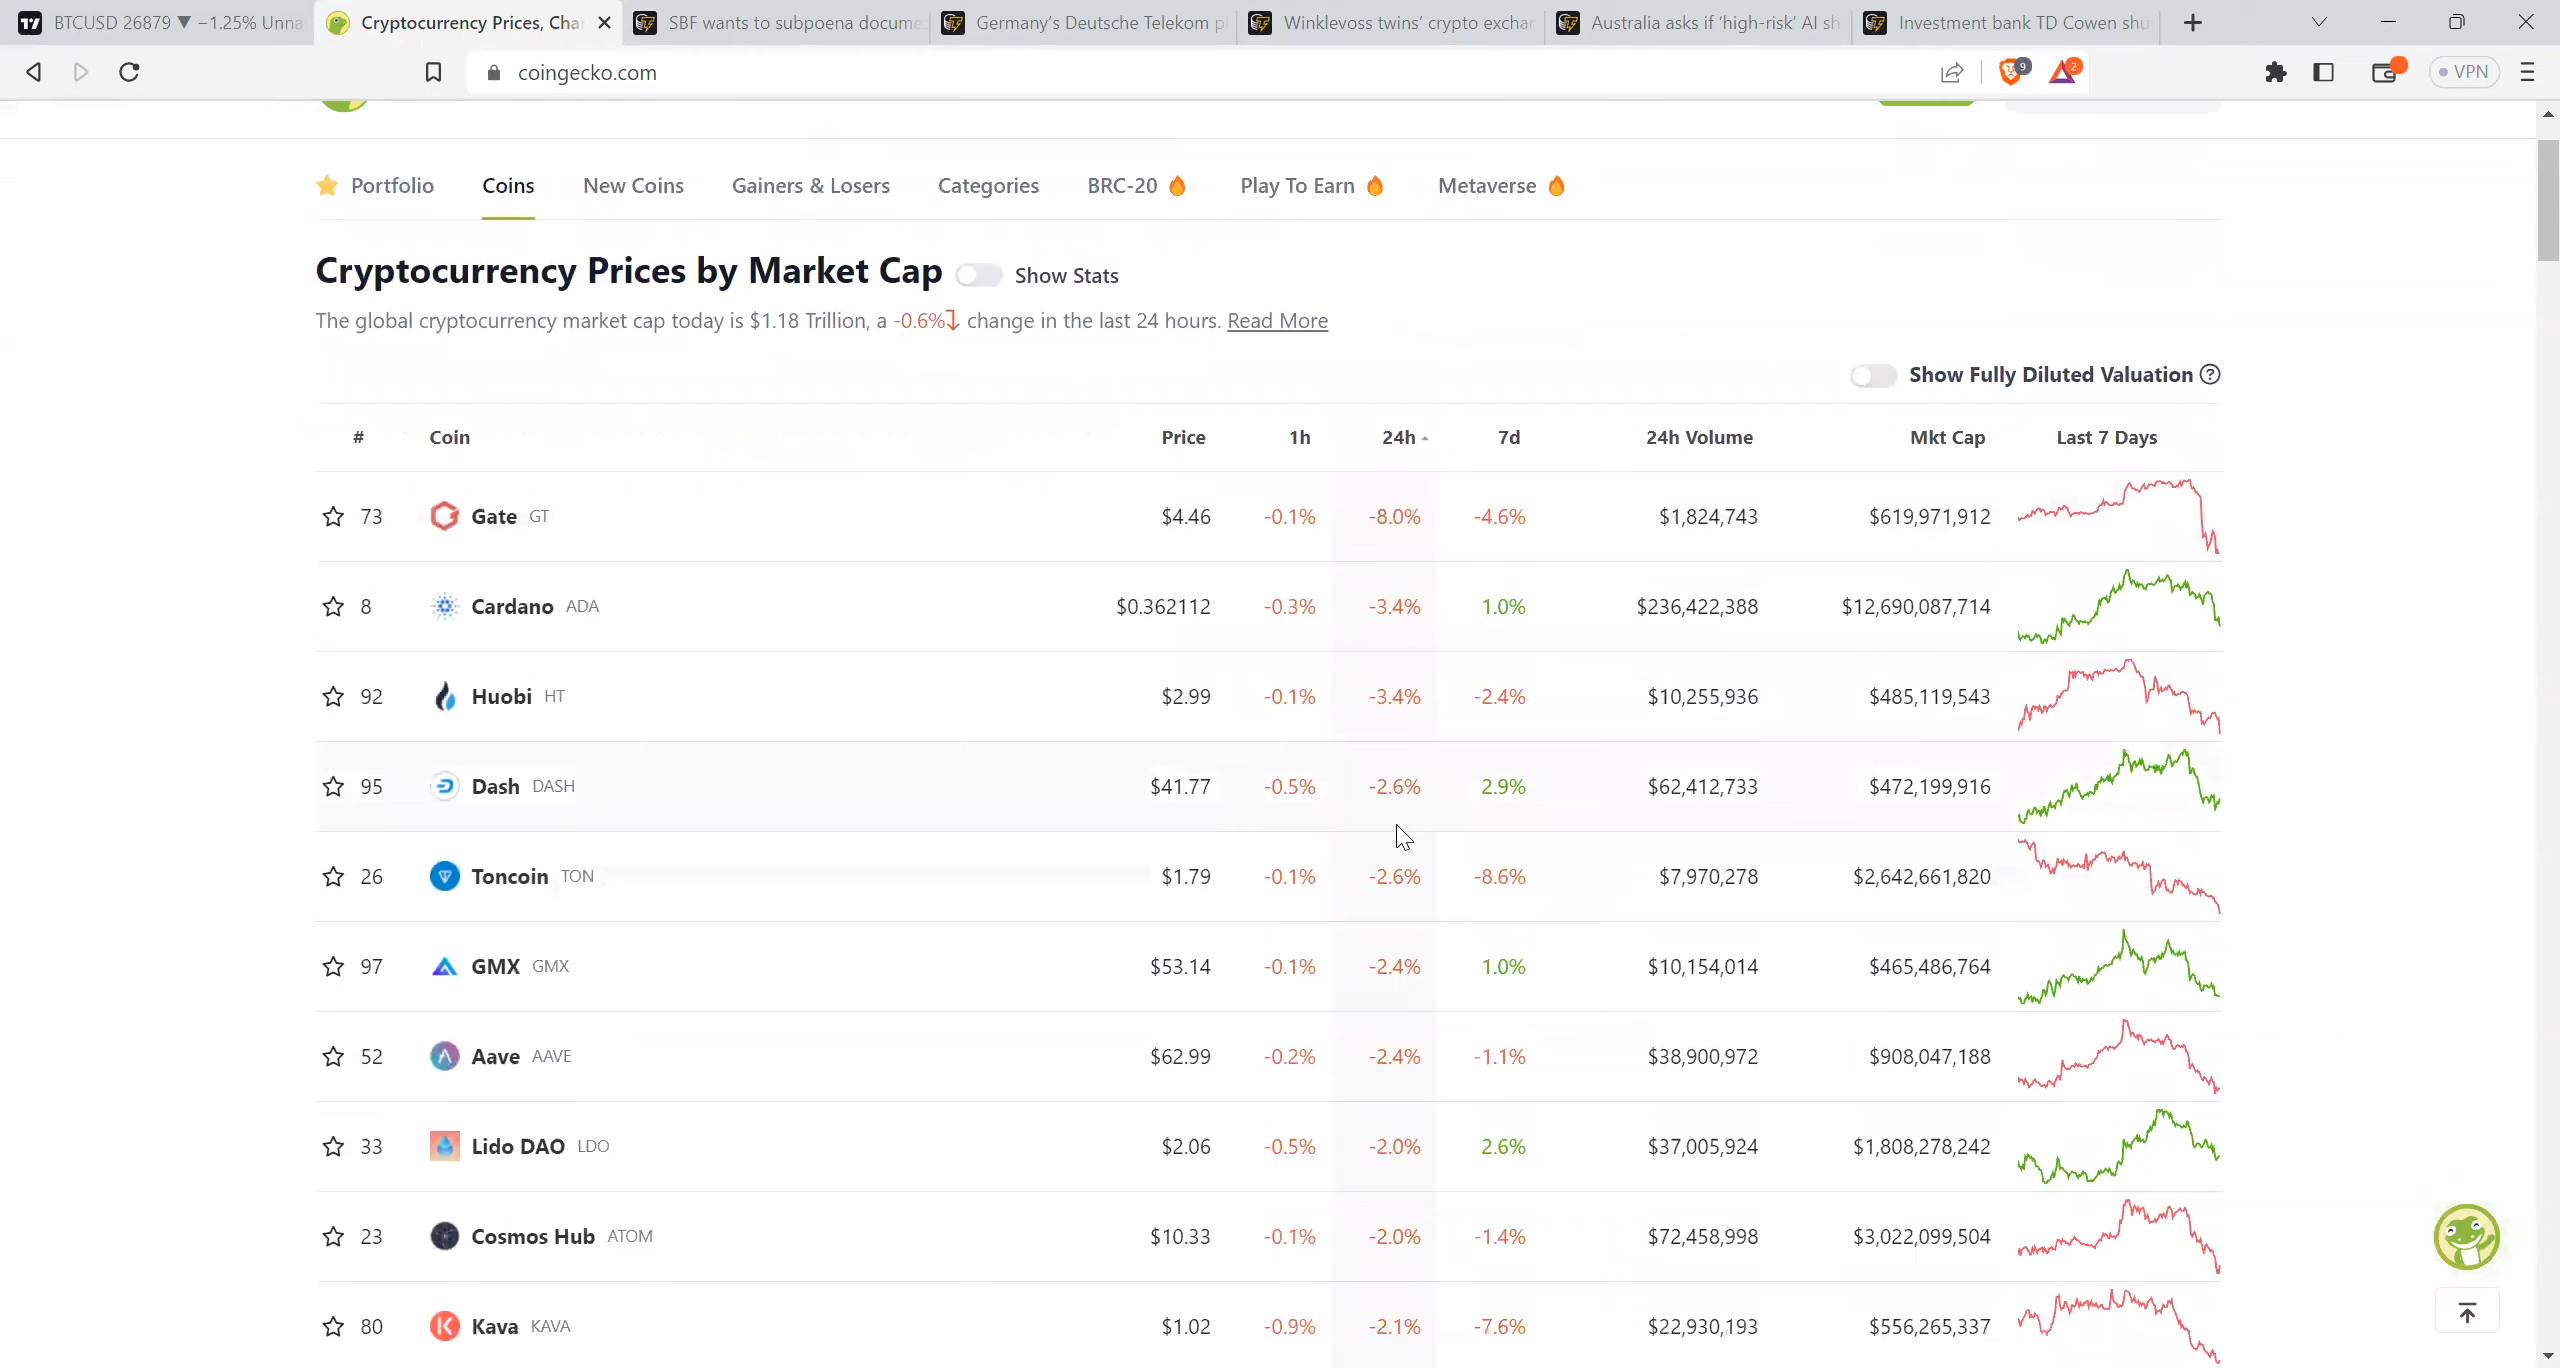 BTCUSD 26879 ▼ −1.25% Unna
Cryptocurrency Prices, Cha
SBF wants to subpoena docume
Germany's Deutsche Telekom p
Winklevoss twins' crypto exchan
Australia asks if 'high-risk' AI sh
Investment bank TD Cowen shu
coingecko.com
9
2
VPN
Portfolio
Coins
New Coins
Gainers & Losers
Categories
BRC-20
Play To Earn
Metaverse
Cryptocurrency Prices by Market Cap
Show Stats
The global cryptocurrency market cap today is $1.18 Trillion, a -0.6% change in the last 24 hours. Read More
Show Fully Diluted Valuation ?
# Coin Price 1h 24h 7d 24h Volume Mkt Cap Last 7 Days
73 Gate GT $4.46 -0.1% -8.0% -4.6% $1,824,743 $619,971,912
8 Cardano ADA $0.362112 -0.3% -3.4% 1.0% $236,422,388 $12,690,087,714
92 Huobi HT $2.99 -0.1% -3.4% -2.4% $10,255,936 $485,119,543
95 Dash DASH $41.77 -0.5% -2.6% 2.9% $62,412,733 $472,199,916
26 Toncoin TON $1.79 -0.1% -2.6% -8.6% $7,970,278 $2,642,661,820
97 GMX GMX $53.14 -0.1% -2.4% 1.0% $10,154,014 $465,486,764
52 Aave AAVE $62.99 -0.2% -2.4% -1.1% $38,900,972 $908,047,188
33 Lido DAO LDO $2.06 -0.5% -2.0% 2.6% $37,005,924 $1,808,278,242
23 Cosmos Hub ATOM $10.33 -0.1% -2.0% -1.4% $72,458,998 $3,022,099,504
80 Kava KAVA $1.02 -0.9% -2.1% -7.6% $22,930,193 $556,265,337